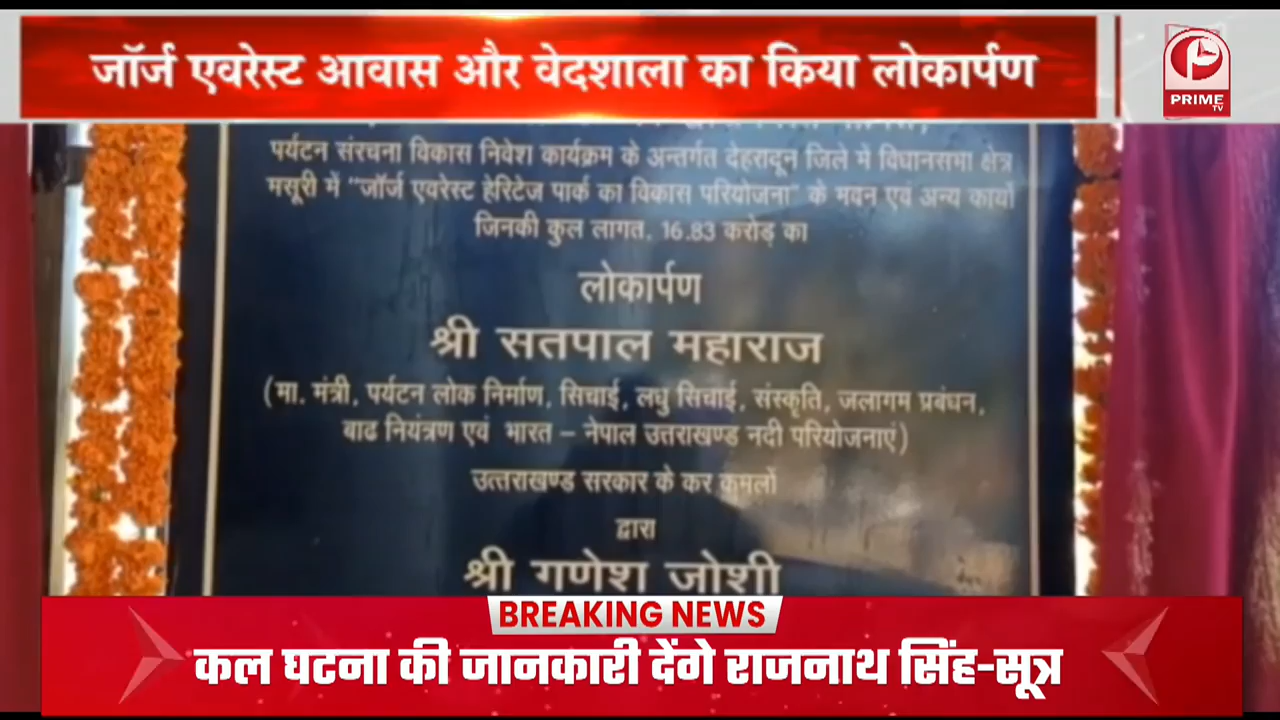 जॉर्ज एवरेस्ट आवास और वेदशाला का किया लोकार्पण
PRIME
TV
पर्यटन संरचना विकास निवेश कार्यक्रम के अन्तर्गत देहरादून जिले में विधानसभा क्षेत्र
मसूरी में "जॉर्ज एवरेस्ट हेरिटेज पार्क का विकास परियोजना" के भवन एवं अन्य कार्यो
जिनकी कुल लागत. 16.83 करोड़ का
लोकार्पण
श्री सतपाल महाराज
(मा. मंत्री, पर्यटन लोक निर्माण, सिचाई, लधु सिचाई, संस्कृति, जलागम प्रबंधन,
बाढ नियंत्रण एवं भारत – नेपाल उत्तराखण्ड नदी परियोजनाएं)
उत्तराखण्ड सरकार के कर कमलों
द्वारा
श्री गणेश जोशी
BREAKING NEWS
कल घटना की जानकारी देंगे राजनाथ सिंह-सूत्र